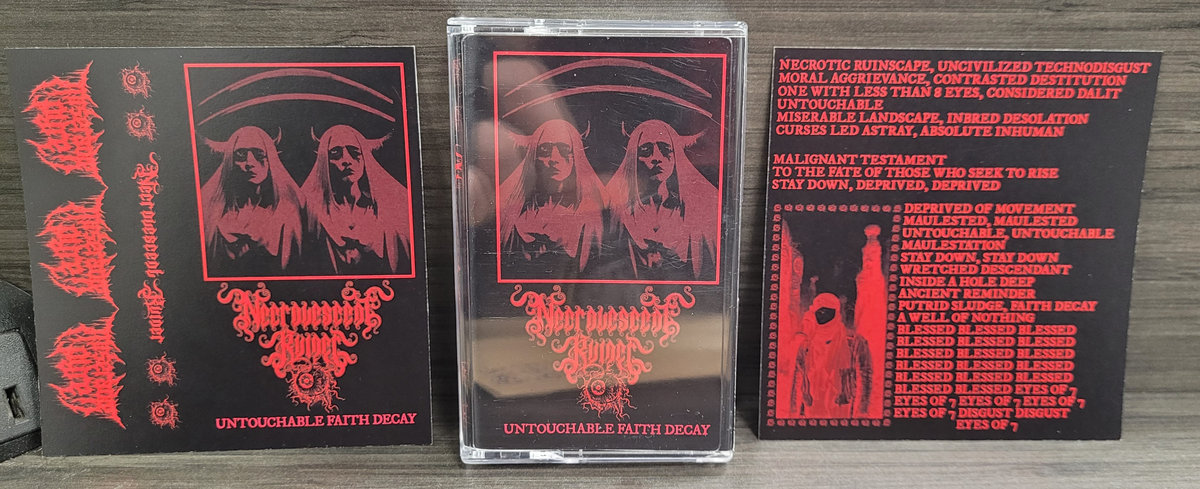 UNTOUCHABLE FAITH DECAY
UNTOUCHABLE FAITH DECAY
NECROTIC RUINSCAPE, UNCIVILIZED TECHNODISGUST
MORAL AGGRIEVANCE, CONTRASTED DESTITUTION
ONE WITH LESS THAN 8 EYES, CONSIDERED DALIT
UNTOUCHABLE
MISERABLE LANDSCAPE, INBRED DESOLATION
CURSES LED ASTRAY, ABSOLUTE INHUMAN
MALIGNANT TESTAMENT
TO THE FATE OF THOSE WHO SEEK TO RISE
STAY DOWN, DEPRIVED, DEPRIVED
DEPRIVED OF MOVEMENT
MAULESTED, MAULESTED
UNTOUCHABLE, UNTOUCHABLE
MAULESTATION
STAY DOWN, STAY DOWN
WRETCHED DESCENDANT
INSIDE A HOLE DEEP
ANCIENT REMINDER
PUTRID SLUDGE, FAITH DECAY
A WELL OF NOTHING
BLESSED BLESSED BLESSED
BLESSED BLESSED BLESSED
BLESSED BLESSED BLESSED
BLESSED BLESSED BLESSED
BLESSED BLESSED BLESSED
BLESSED BLESSED EYES OF 7
EYES OF 7 EYES OF 7 EYES OF 7
EYES OF 7 DISGUST DISGUST
EYES OF 7